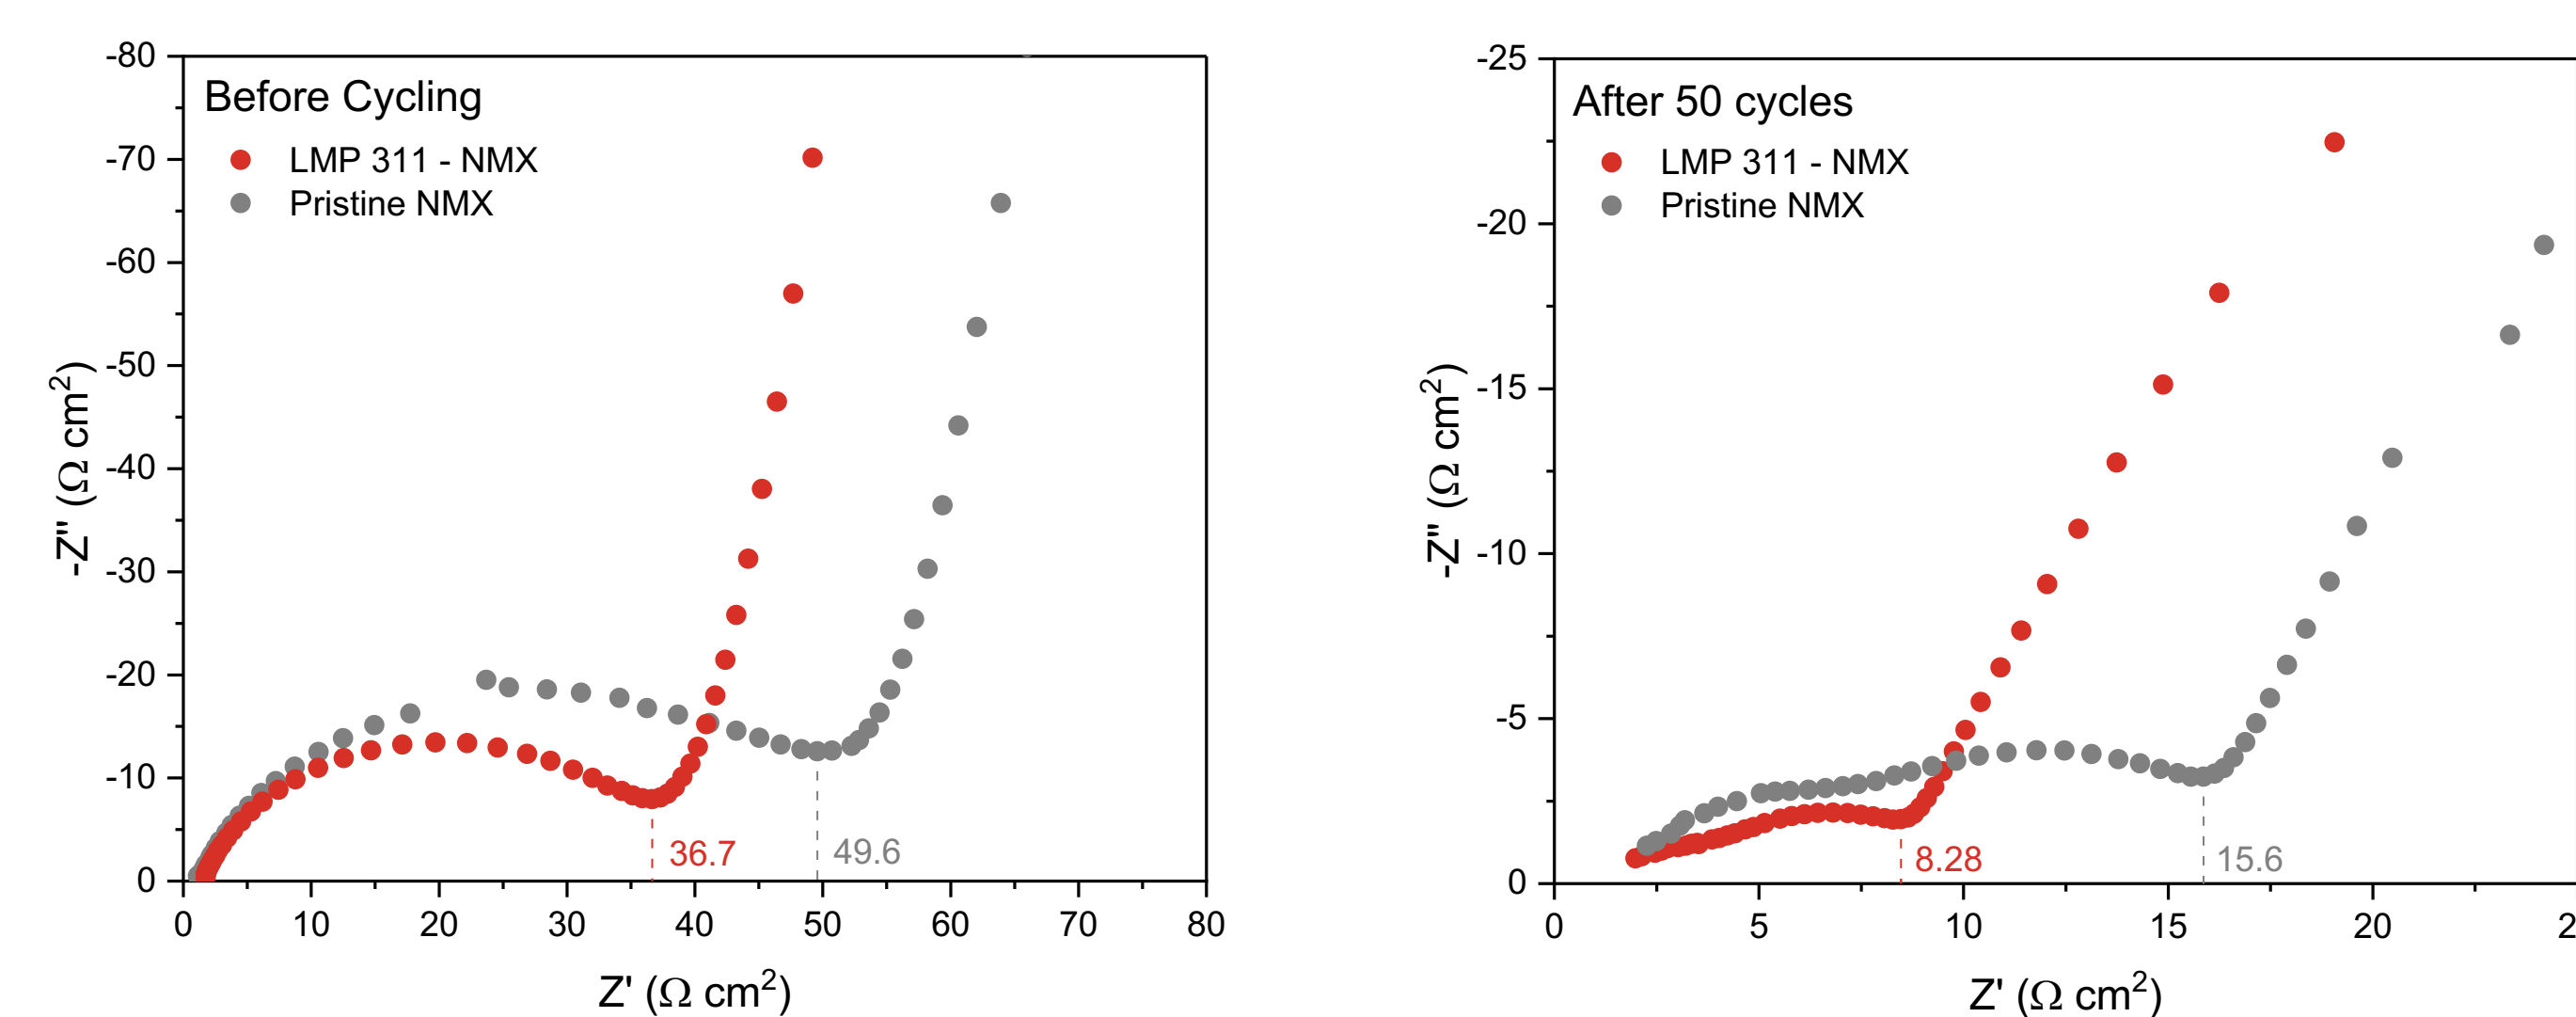 Before Cycling
LMP 311 - NMX
Pristine NMX
-80
-70
-60
-50
-40
-30
-20
-10
0
-Z'' (Ω cm²)
36.7
49.6
0 10 20 30 40 50 60 70 80
Z' (Ω cm²)
After 50 cycles
LMP 311 - NMX
Pristine NMX
-25
-20
-15
-10
-5
0
-Z'' (Ω cm²)
8.28
15.6
0 5 10 15 20 2
Z' (Ω cm²)